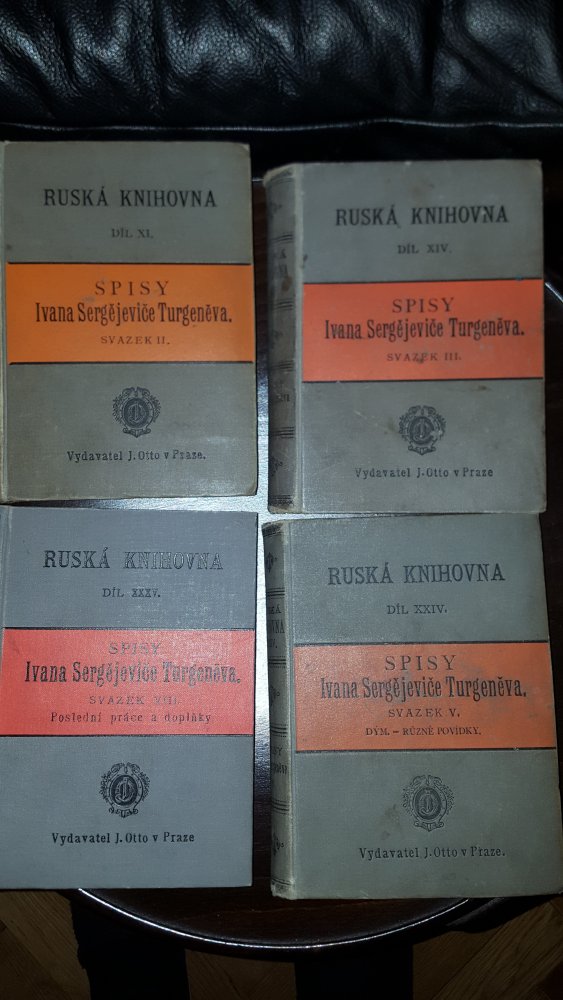 RUSKÁ KNIHOVNA
DÍL XI.
SPISY
Ivana Sergějeviče Turgeněva.
SVAZEK II.
Vydavatel J. Otto v Praze.
RUSKÁ KNIHOVNA
DÍL XIV.
SPISY
Ivana Sergějeviče Turgeněva.
SVAZEK III.
Vydavatel J. Otto v Praze
RUSKÁ KNIHOVNA
DÍL XXXV.
SPISY
Ivana Sergějeviče Turgeněva.
SVAZEK
Poslední práce a doplňky
Vydavatel J. Otto v Praze
RUSKÁ KNIHOVNA
DÍL XXIV.
SPISY
Ivana Sergějeviče Turgeněva.
SVAZEK V.
DÝM. – RŮZNÉ POVÍDKY.
Vydavatel J. Otto v Praze.